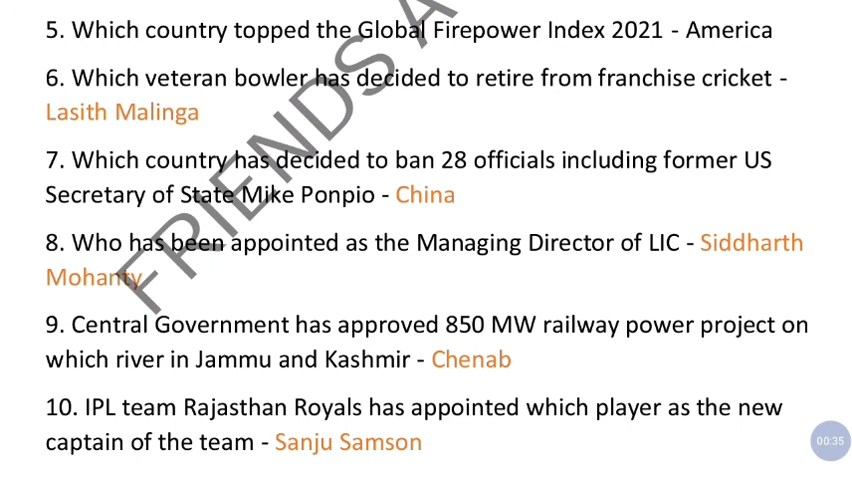 5. Which country topped the Global Firepower Index 2021 - America
6. Which veteran bowler has decided to retire from franchise cricket -
Lasith Malinga
7. Which country has decided to ban 28 officials including former US
Secretary of State Mike Ponpio - China
8. Who has been appointed as the Managing Director of LIC - Siddharth
Mohanty
9. Central Government has approved 850 MW railway power project on
which river in Jammu and Kashmir - Chenab
10. IPL team Rajasthan Royals has appointed which player as the new
captain of the team - Sanju Samson
00:35
FRIENDS A